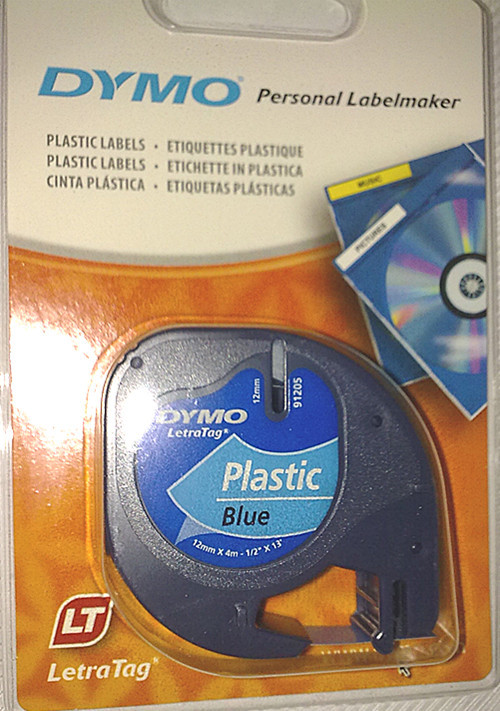 DYMO® Personal Labelmaker
PLASTIC LABELS • ETIQUETTES PLASTIQUE
PLASTIC LABELS • ETICHETTE IN PLASTICA
CINTA PLÁSTICA • ETIQUETAS PLÁSTICAS
MUSIC
PICTURES
12mm
91205
DYMO
LetraTag®
Plastic
Blue
12mm X 4m - 1/2" X 13'
LT
LetraTag®